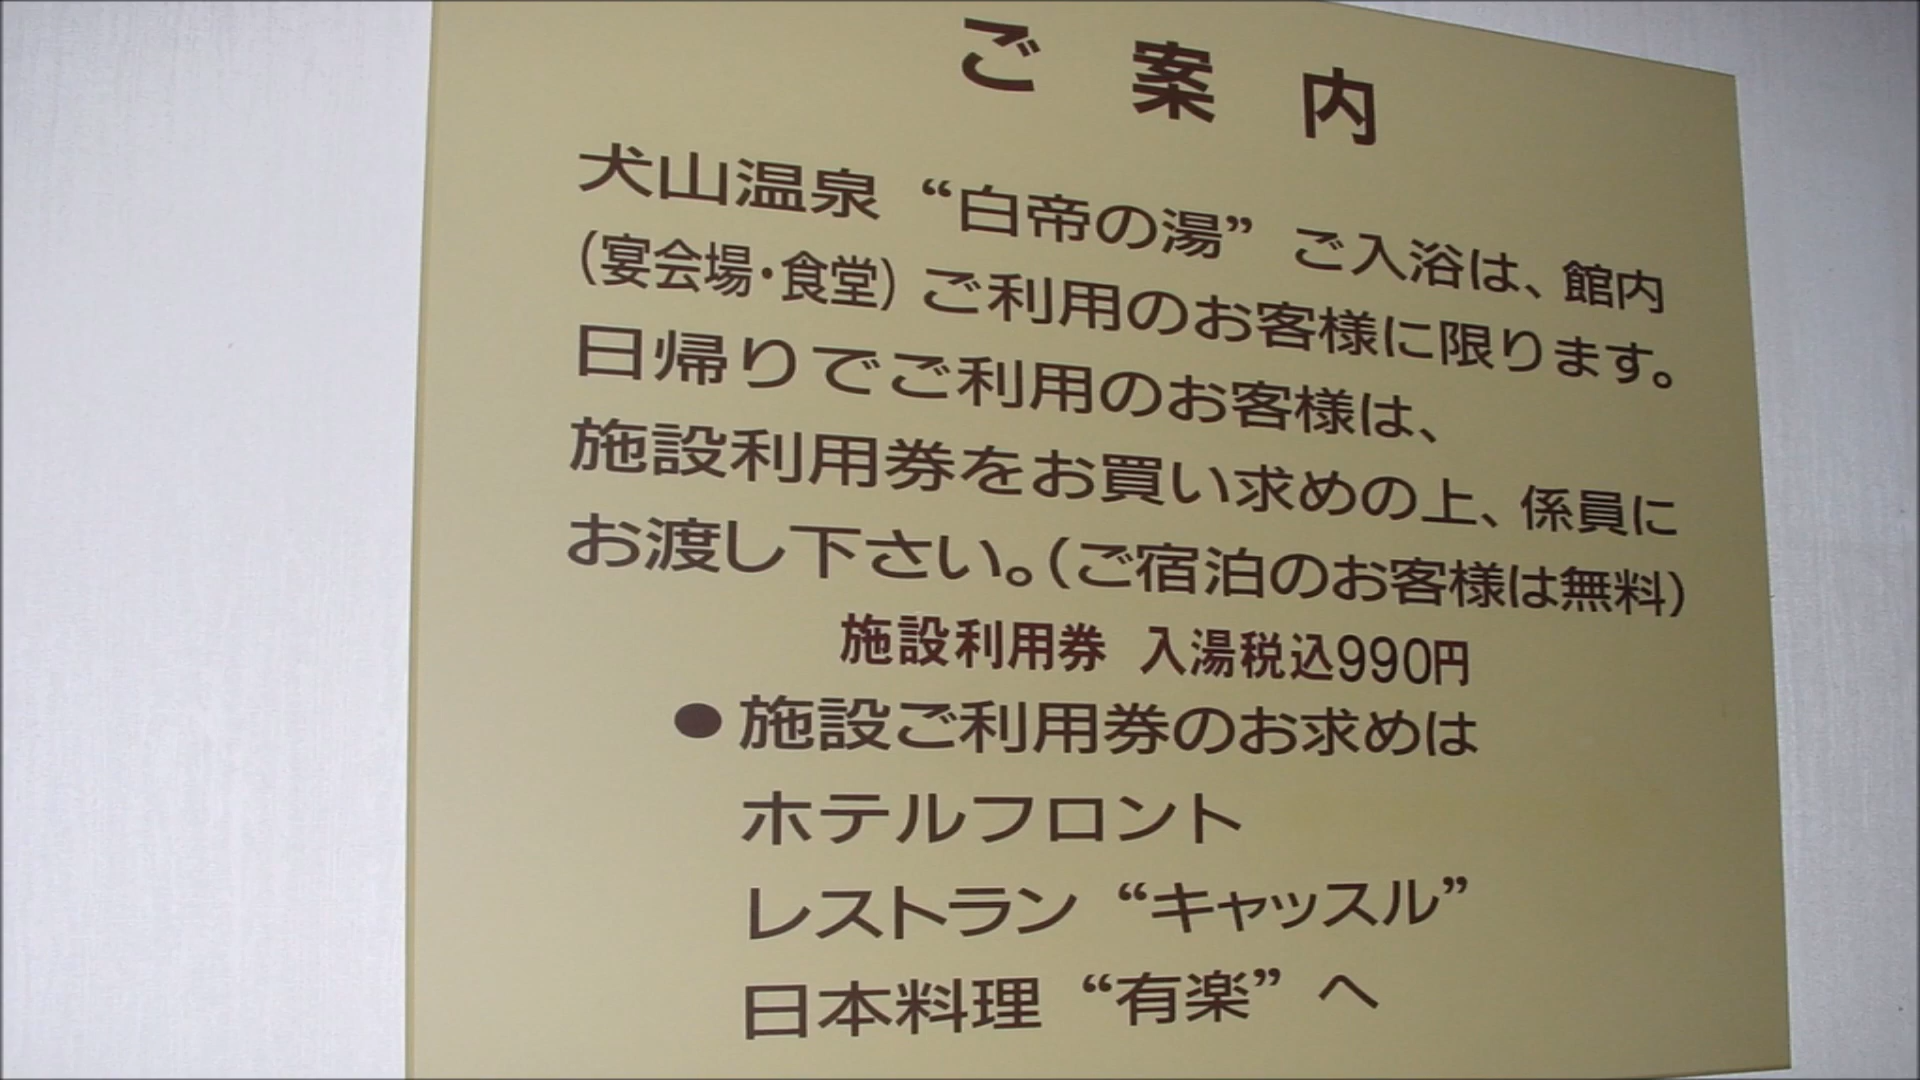 ご案内
犬山温泉 “白帝の湯” ご入浴は、館内
(宴会場・食堂) ご利用のお客様に限ります。
日帰りでご利用のお客様は、
施設利用券をお買い求めの上、係員に
お渡し下さい。(ご宿泊のお客様は無料)
施設利用券 入湯税込990円
●施設ご利用券のお求めは
ホテルフロント
レストラン “キャッスル”
日本料理 “有楽” へ